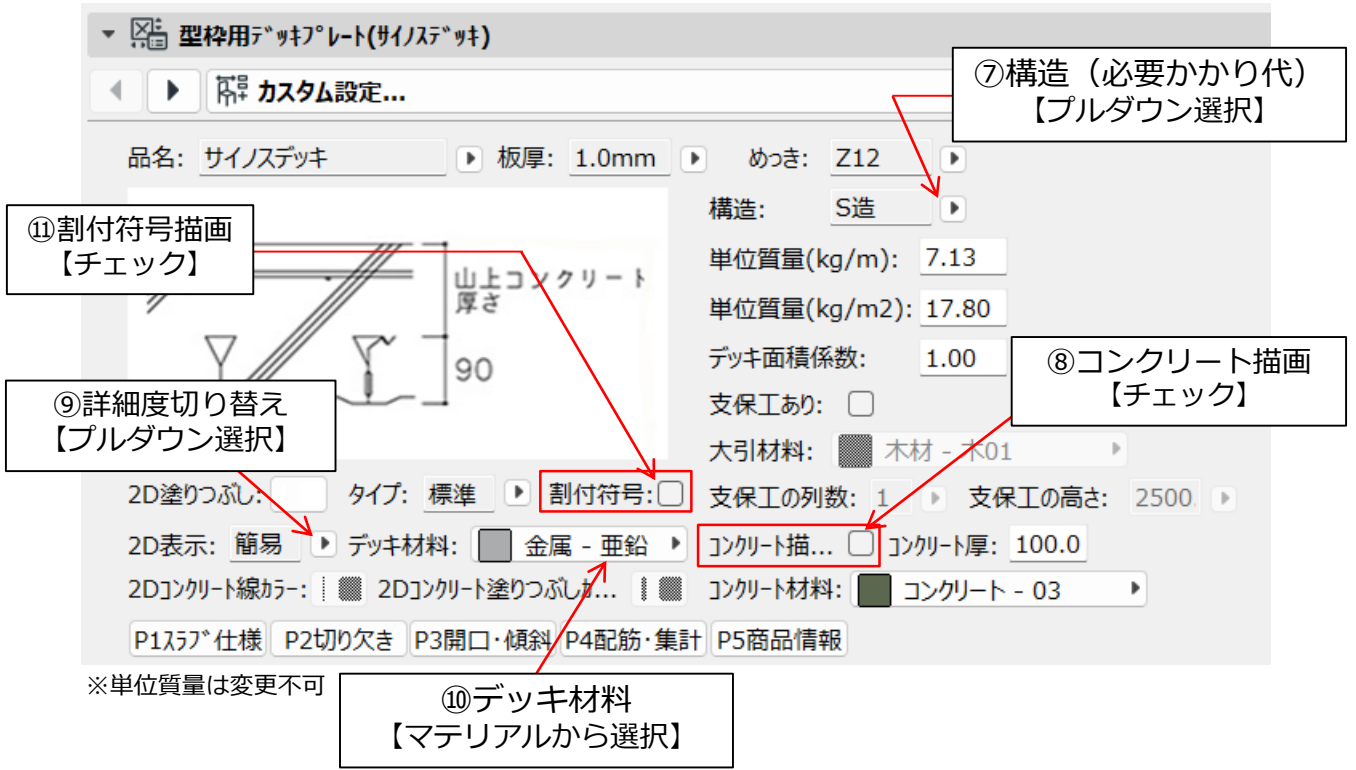 型枠用ﾃﾞｯｷﾌﾟﾚｰﾄ(ｻｲﾉｽﾃﾞｯｷ)
カスタム設定...
⑦構造（必要かかり代）
【プルダウン選択】
品名: サイノスデッキ 板厚: 1.0mm めっき: Z12
構造: S造
⑪割付符号描画
【チェック】
山上コンクリート
厚さ
単位質量(kg/m): 7.13
単位質量(kg/m2): 17.80
90
デッキ面積係数: 1.00
⑧コンクリート描画
【チェック】
⑨詳細度切り替え
【プルダウン選択】
支保工あり:
大引材料: 木材 - 木01
2D塗りつぶし: タイプ: 標準 割付符号: 支保工の列数: 1 支保工の高さ: 2500.
2D表示: 簡易 デッキ材料: 金属 - 亜鉛 ｺﾝｸﾘｰﾄ描... ｺﾝｸﾘｰﾄ厚: 100.0
2Dｺﾝｸﾘｰﾄ線ｶﾗｰ: 2Dｺﾝｸﾘｰﾄ塗りつぶしｶ... ｺﾝｸﾘｰﾄ材料: コンクリート - 03
P1ｽﾗﾌﾞ仕様 P2切り欠き P3開口･傾斜 P4配筋･集計 P5商品情報
※単位質量は変更不可
⑩デッキ材料
【マテリアルから選択】